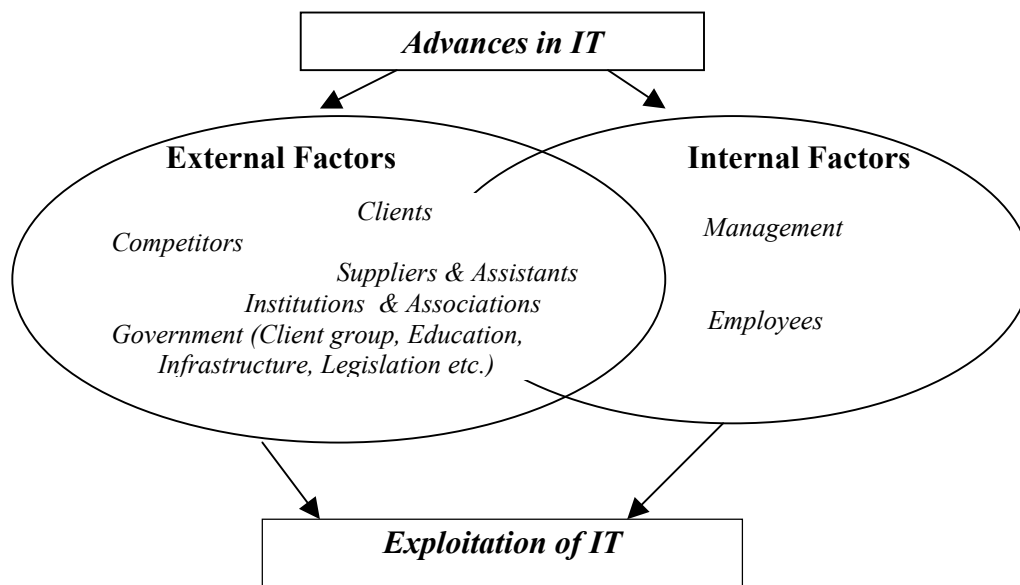 Advances in IT
External Factors
Internal Factors
Clients
Competitors
Management
Suppliers & Assistants
Institutions & Associations
Government (Client group, Education,
Infrastructure, Legislation etc.)
Employees
Exploitation of IT